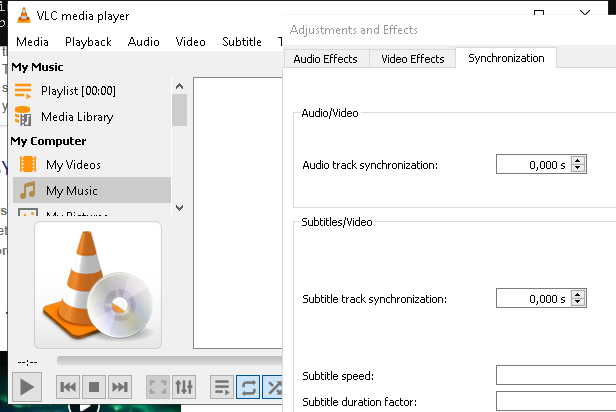 VLC media player
Media Playback Audio Video Subtitle
My Music
Playlist [00:00]
Media Library
My Computer
My Videos
My Music
My Pictures
--:--
Adjustments and Effects
Audio Effects Video Effects Synchronization
Audio/Video
Audio track synchronization: 0,000 s
Subtitles/Video
Subtitle track synchronization: 0,000 s
Subtitle speed:
Subtitle duration factor: